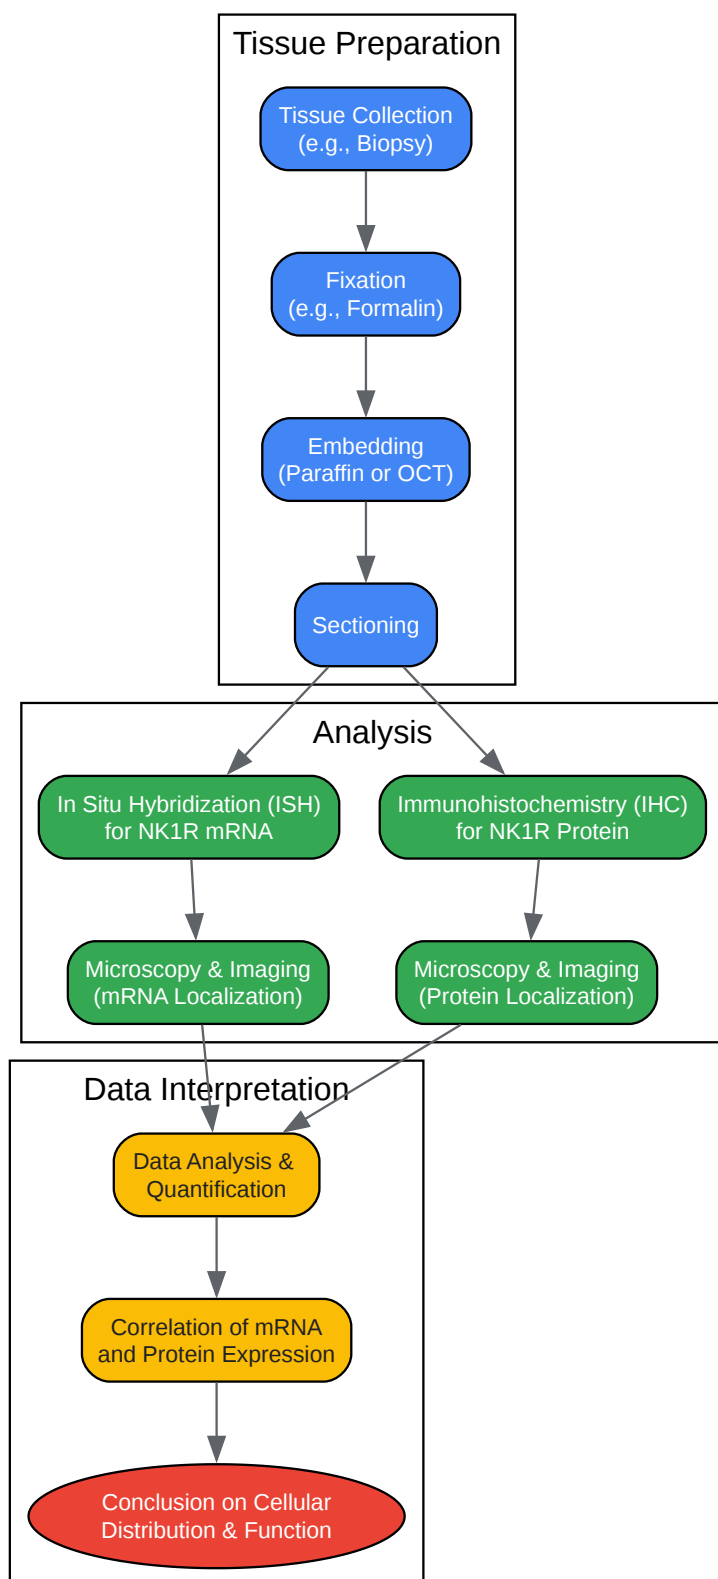 Tissue Preparation
Tissue Collection
(e.g., Biopsy)
Fixation
(e.g., Formalin)
Embedding
(Paraffin or OCT)
Sectioning
Analysis
In Situ Hybridization (ISH)
for NK1R mRNA
Immunohistochemistry (IHC)
for NK1R Protein
Microscopy & Imaging
(mRNA Localization)
Microscopy & Imaging
(Protein Localization)
Data Interpretation
Data Analysis &
Quantification
Correlation of mRNA
and Protein Expression
Conclusion on Cellular
Distribution & Function